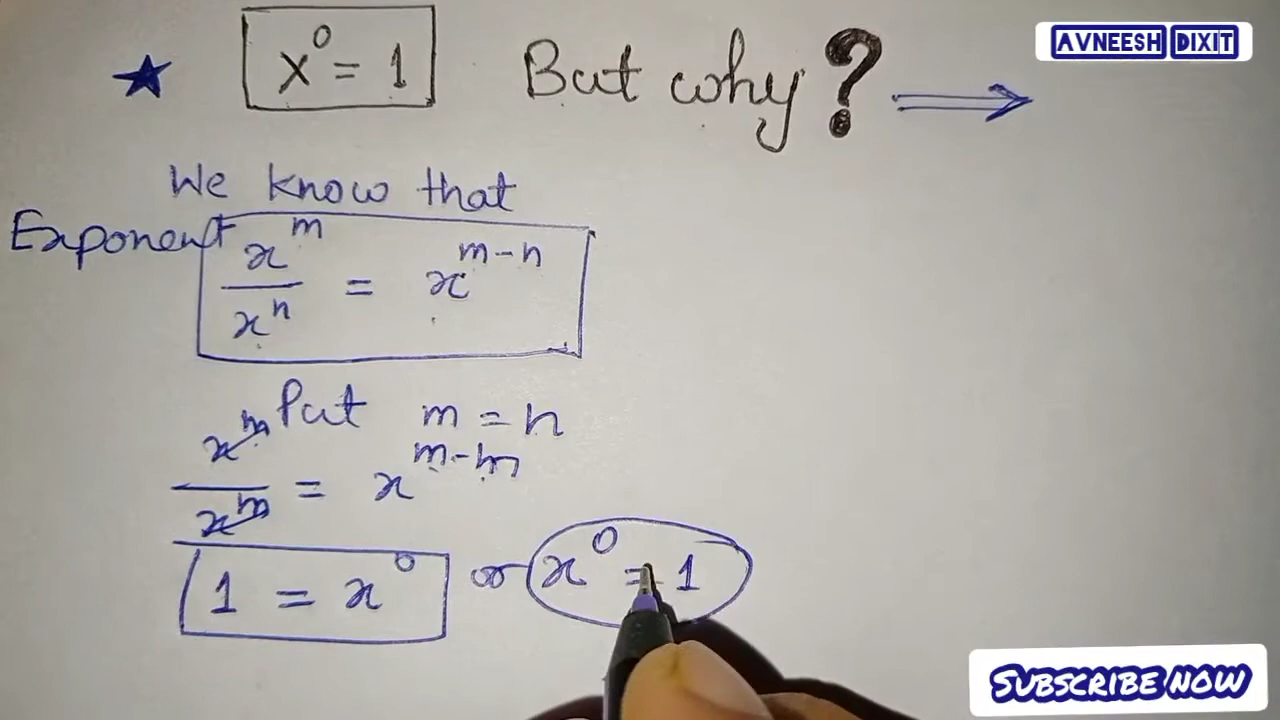 ★ x⁰ = 1 But why? ⟹
AVNEESH DIXIT
We know that
Exponent xᵐ/xⁿ = xᵐ⁻ⁿ
Put m = n
xᵐ/xᵐ = xᵐ⁻ᵐ
1 = x⁰ or x⁰ = 1
SUBSCRIBE NOW